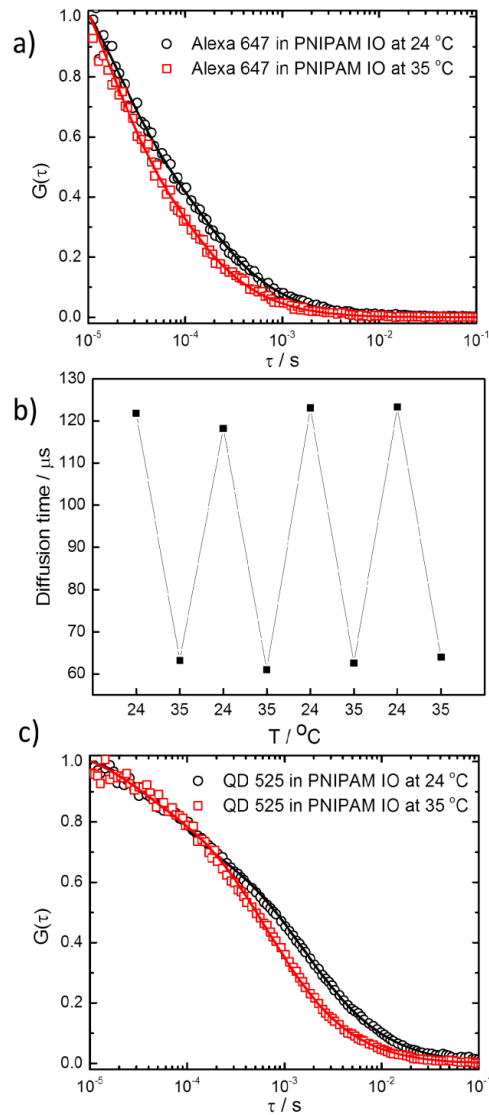 a)
Alexa 647 in PNIPAM IO at 24 °C
Alexa 647 in PNIPAM IO at 35 °C
1.0
0.8
0.6
0.4
0.2
0.0
G(τ)
10⁻⁵ 10⁻⁴ 10⁻³ 10⁻² 10⁻¹
τ / s
b)
130
120
110
100
90
80
70
60
Diffusion time / μs
24 35 24 35 24 35 24 35
T / °C
c)
QD 525 in PNIPAM IO at 24 °C
QD 525 in PNIPAM IO at 35 °C
1.0
0.8
0.6
0.4
0.2
0.0
G(τ)
10⁻⁵ 10⁻⁴ 10⁻³ 10⁻² 10⁻¹
τ / s